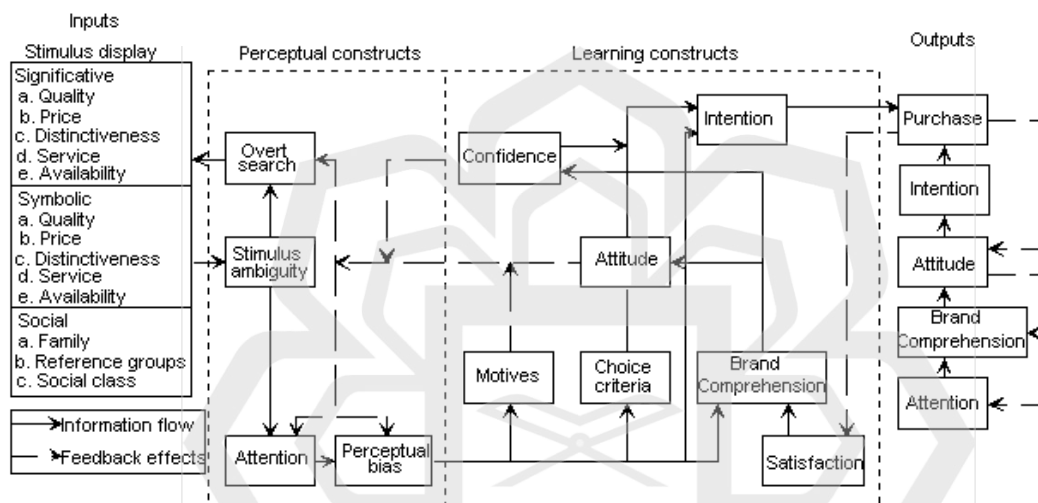 Inputs
Stimulus display
Significative
a. Quality
b. Price
c. Distinctiveness
d. Service
e. Availability
Symbolic
a. Quality
b. Price
c. Distinctiveness
d. Service
e. Availability
Social
a. Family
b. Reference groups
c. Social class
Information flow
Feedback effects
Perceptual constructs
Overt
search
Stimulus
ambiguity
Attention
Perceptual
bias
Learning constructs
Confidence
Intention
Attitude
Motives
Choice
criteria
Brand
Comprehension
Satisfaction
Outputs
Purchase
Intention
Attitude
Brand
Comprehension
Attention